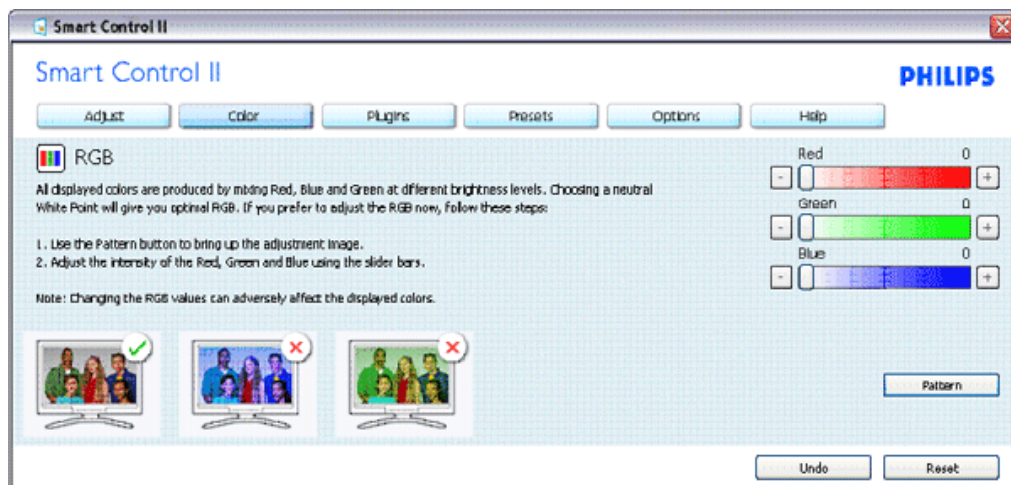 Smart Control II
Smart Control II
PHILIPS
Adjust Color Plugins Presets Options Help
RGB
All displayed colors are produced by mixing Red, Blue and Green at different brightness levels. Choosing a neutral
White Point will give you optimal RGB. If you prefer to adjust the RGB now, follow these steps:
1. Use the Pattern button to bring up the adjustment image.
2. Adjust the intensity of the Red, Green and Blue using the slider bars.
Note: Changing the RGB values can adversely affect the displayed colors.
Red 0
- +
Green 0
- +
Blue 0
- +
Pattern
Undo Reset